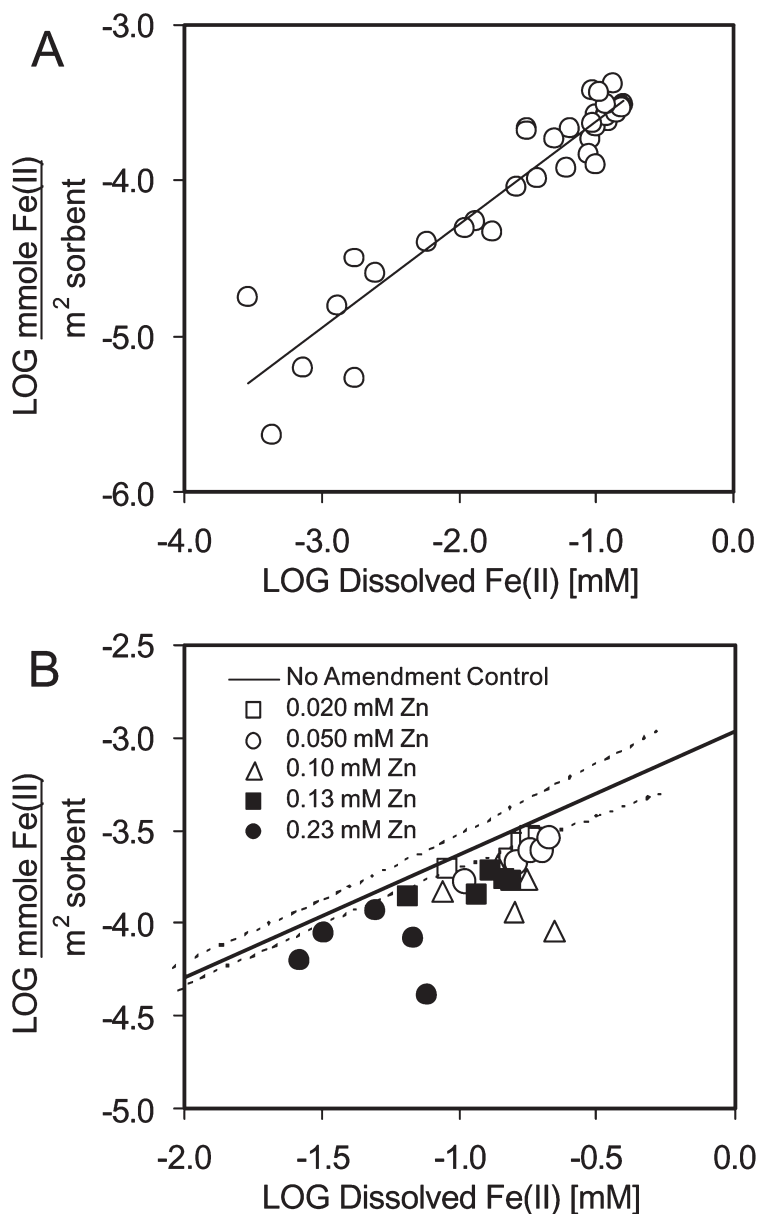 A
-3.0
-4.0
-5.0
-6.0
LOG mmole Fe(II)
m² sorbent
-4.0 -3.0 -2.0 -1.0 0.0
LOG Dissolved Fe(II) [mM]
B
-2.5
-3.0
-3.5
-4.0
-4.5
-5.0
LOG mmole Fe(II)
m² sorbent
No Amendment Control
0.020 mM Zn
0.050 mM Zn
0.10 mM Zn
0.13 mM Zn
0.23 mM Zn
-2.0 -1.5 -1.0 -0.5 0.0
LOG Dissolved Fe(II) [mM]